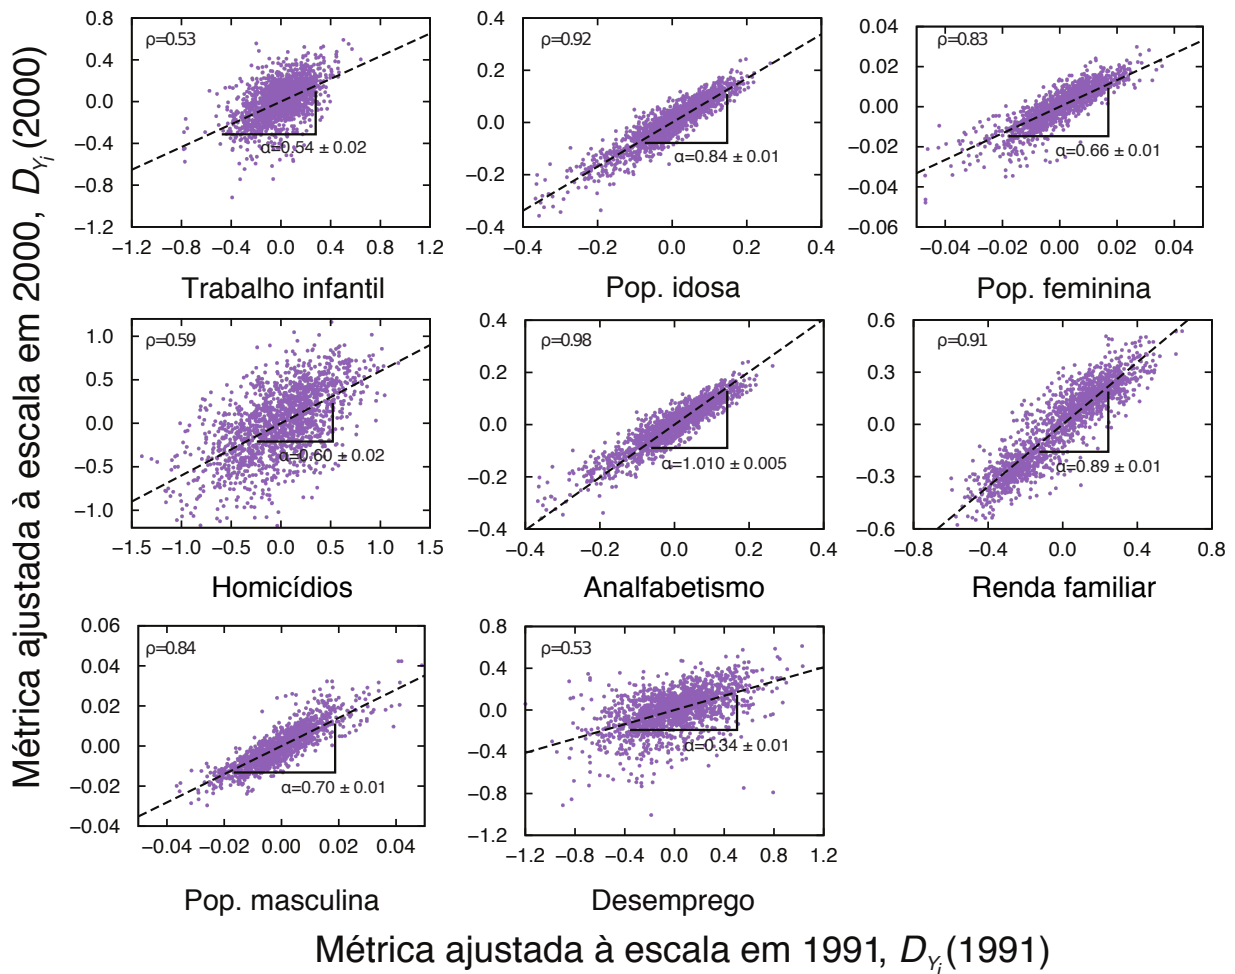 Métrica ajustada à escala em 2000, D_{Y_i}(2000)
0.8
0.4
0.0
−0.4
−0.8
−1.2
ρ=0.53
α=0.54 ± 0.02
−1.2 −0.8 −0.4 0.0 0.4 0.8 1.2
Trabalho infantil
0.4
0.2
0.0
−0.2
−0.4
ρ=0.92
α=0.84 ± 0.01
−0.4 −0.2 0.0 0.2 0.4
Pop. idosa
0.04
0.02
0.00
−0.02
−0.04
−0.06
ρ=0.83
α=0.66 ± 0.01
−0.04 −0.02 0.00 0.02 0.04
Pop. feminina
1.0
0.5
0.0
−0.5
−1.0
ρ=0.59
α=0.60 ± 0.02
−1.5 −1.0 −0.5 0.0 0.5 1.0 1.5
Homicídios
0.4
0.2
0.0
−0.2
−0.4
ρ=0.98
α=1.010 ± 0.005
−0.4 −0.2 0.0 0.2 0.4
Analfabetismo
0.6
0.3
0.0
−0.3
−0.6
ρ=0.91
α=0.89 ± 0.01
−0.8 −0.4 0.0 0.4 0.8
Renda familiar
0.06
0.04
0.02
0.00
−0.02
−0.04
ρ=0.84
α=0.70 ± 0.01
−0.04 −0.02 0.00 0.02 0.04
Pop. masculina
0.8
0.4
0.0
−0.4
−0.8
−1.2
ρ=0.53
α=0.34 ± 0.01
−1.2 −0.8 −0.4 0.0 0.4 0.8 1.2
Desemprego
Métrica ajustada à escala em 1991, D_{Y_i}(1991)